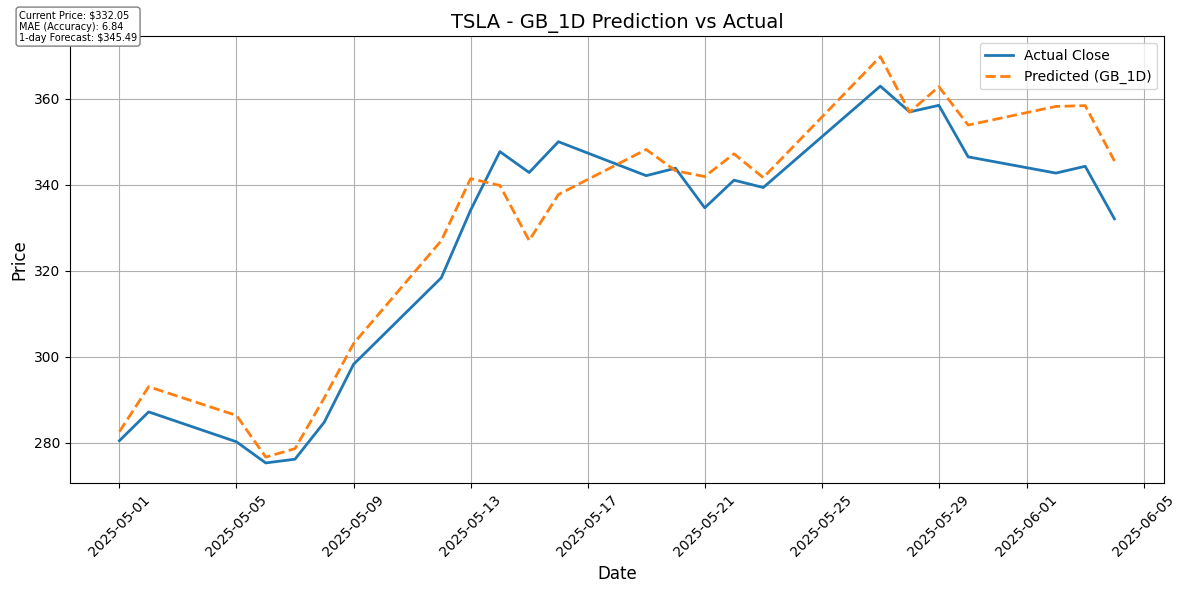 TSLA - GB_1D Prediction vs Actual
Current Price: $332.05
MAE (Accuracy): 6.84
1-day Forecast: $345.49
Actual Close
Predicted (GB_1D)
Price
360
340
320
300
280
2025-05-01
2025-05-05
2025-05-09
2025-05-13
2025-05-17
2025-05-21
2025-05-25
2025-05-29
2025-06-01
2025-06-05
Date